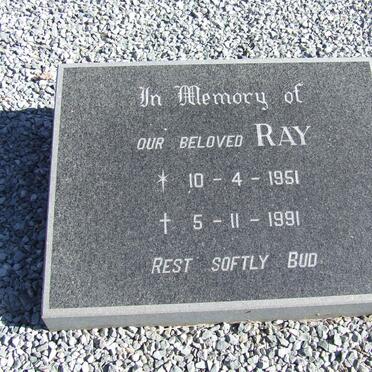 In Memory of
OUR BELOVED RAY
* 10 - 4 - 1951
† 5 - 11 - 1991
REST SOFTLY BUD